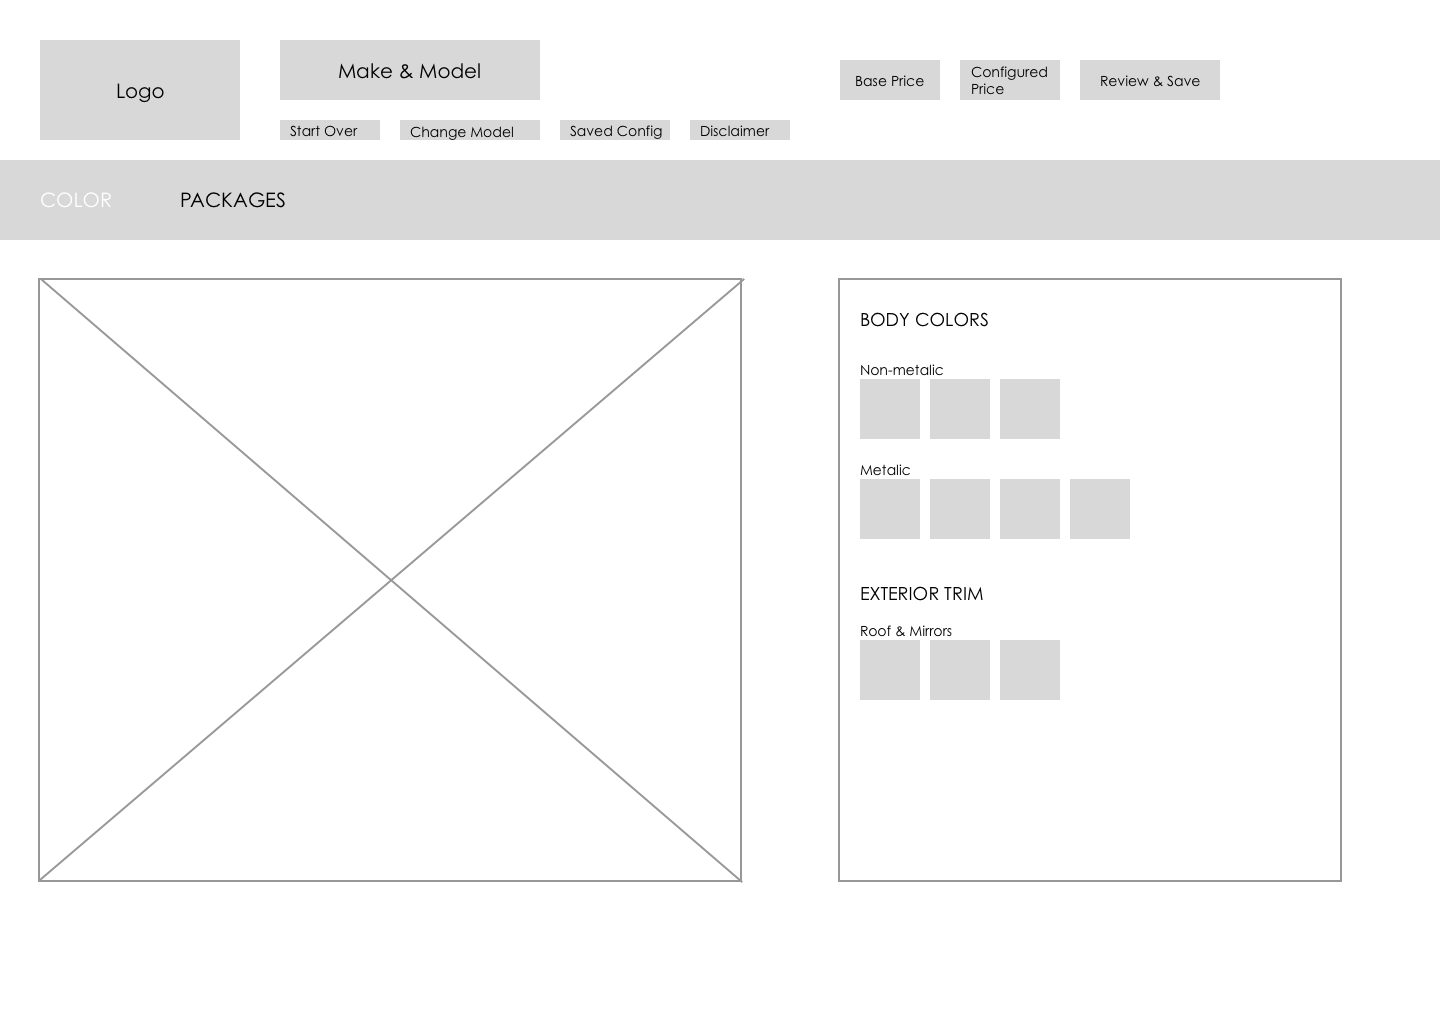 Logo
Make & Model
Base Price
Configured
Price
Review & Save
Start Over
Change Model
Saved Config
Disclaimer
COLOR
PACKAGES
BODY COLORS
Non-metalic
Metalic
EXTERIOR TRIM
Roof & Mirrors